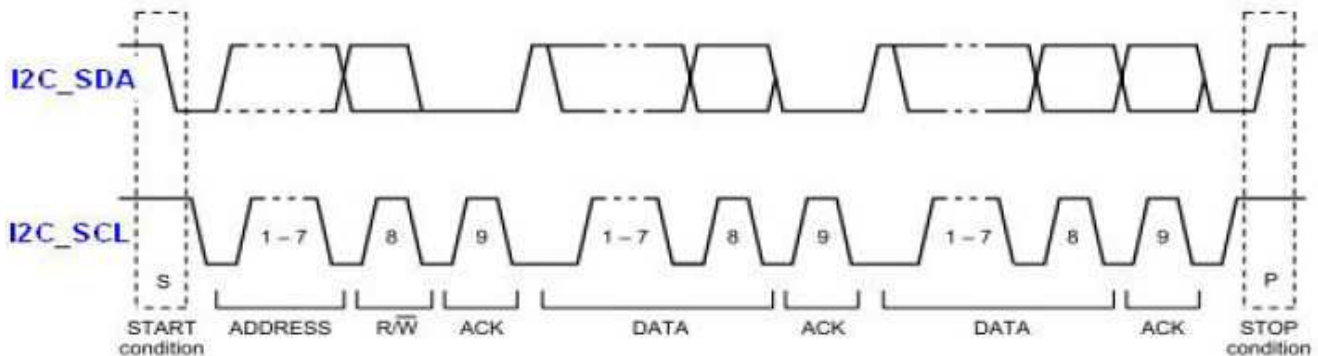 I2C_SDA
I2C_SCL
1 – 7 8 9 1 – 7 8 9 1 – 7 8 9
S P
START condition ADDRESS R/W̅ ACK DATA ACK DATA ACK STOP condition